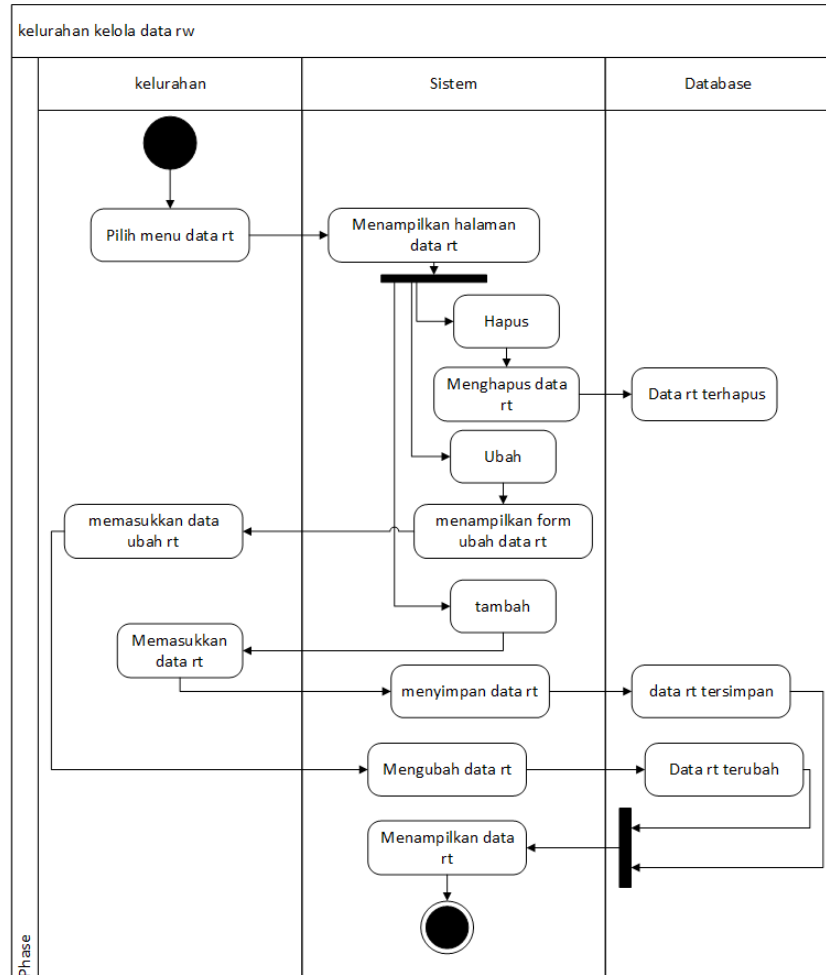 kelurahan kelola data rw
kelurahan
Sistem
Database
Pilih menu data rt
Menampilkan halaman
data rt
Hapus
Menghapus data
rt
Data rt terhapus
Ubah
memasukkan data
ubah rt
menampilkan form
ubah data rt
tambah
Memasukkan
data rt
menyimpan data rt
data rt tersimpan
Mengubah data rt
Data rt terubah
Menampilkan data
rt
Phase